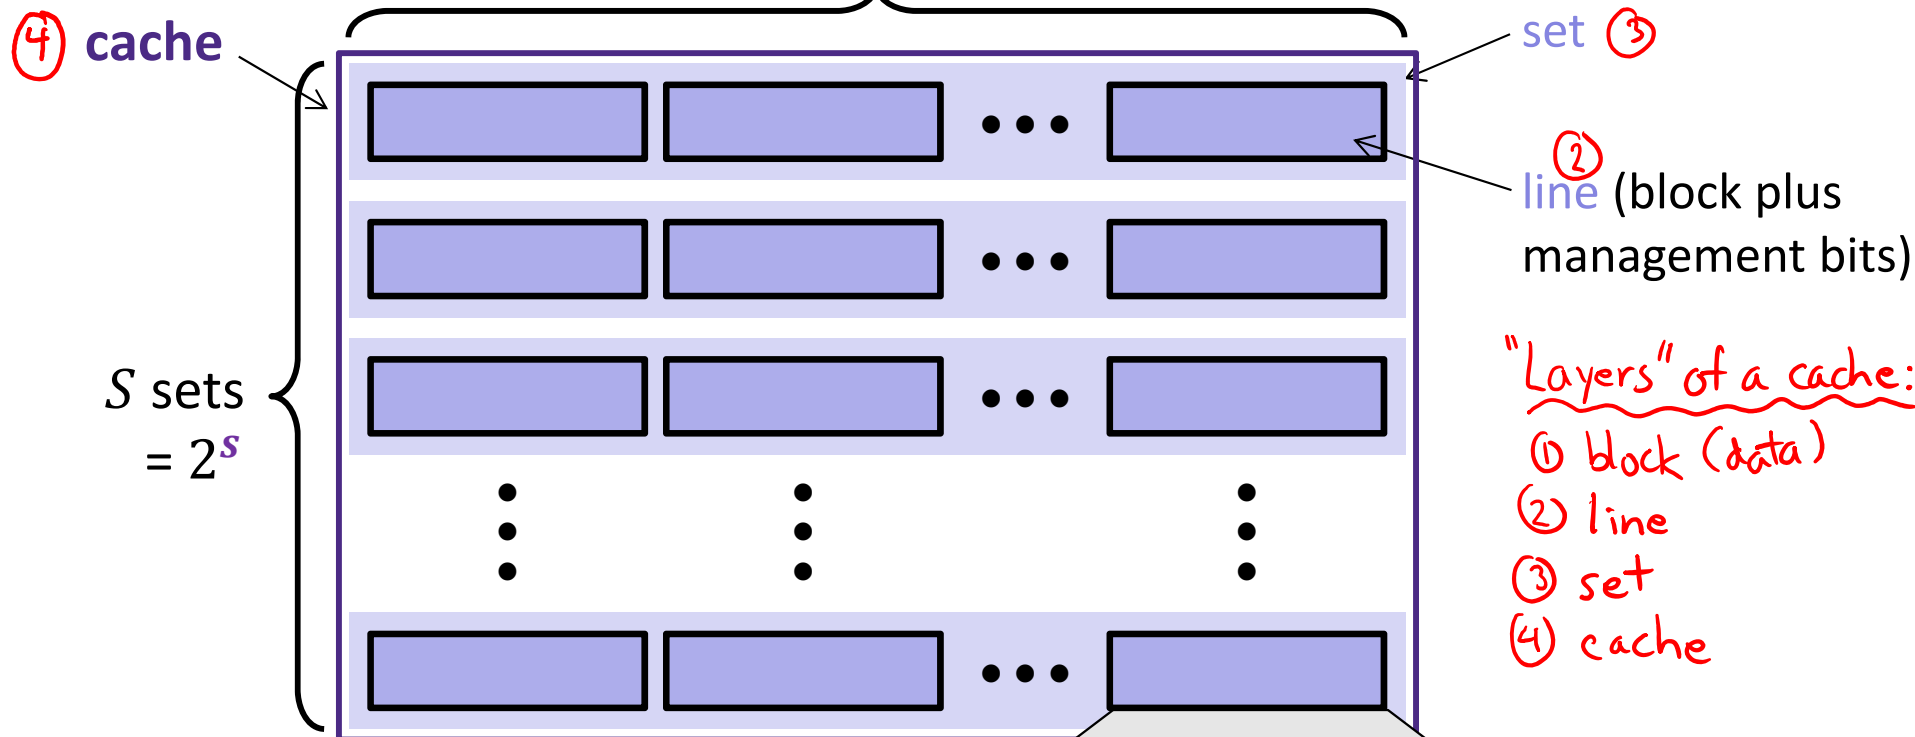 ④ cache
set ③
②
line (block plus
management bits)
S sets
= 2^s
"Layers" of a cache:
① block (data)
② line
③ set
④ cache